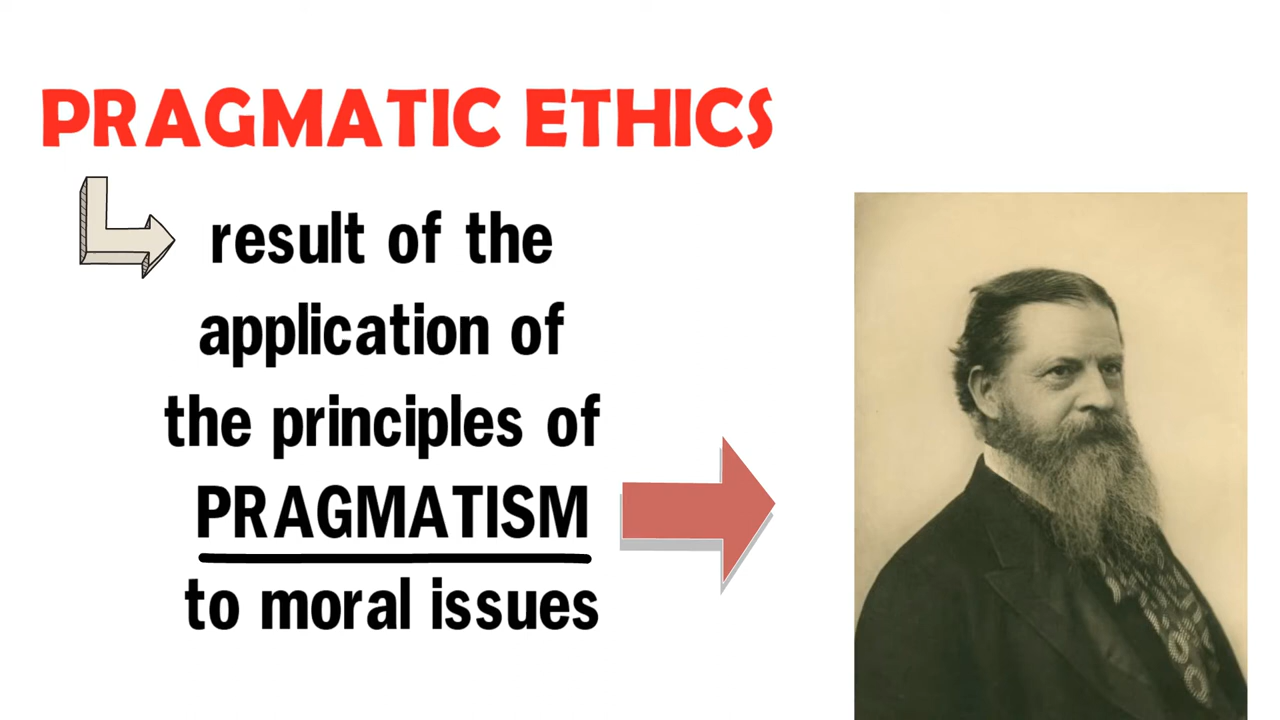 PRAGMATIC ETHICS
result of the
application of
the principles of
PRAGMATISM
to moral issues